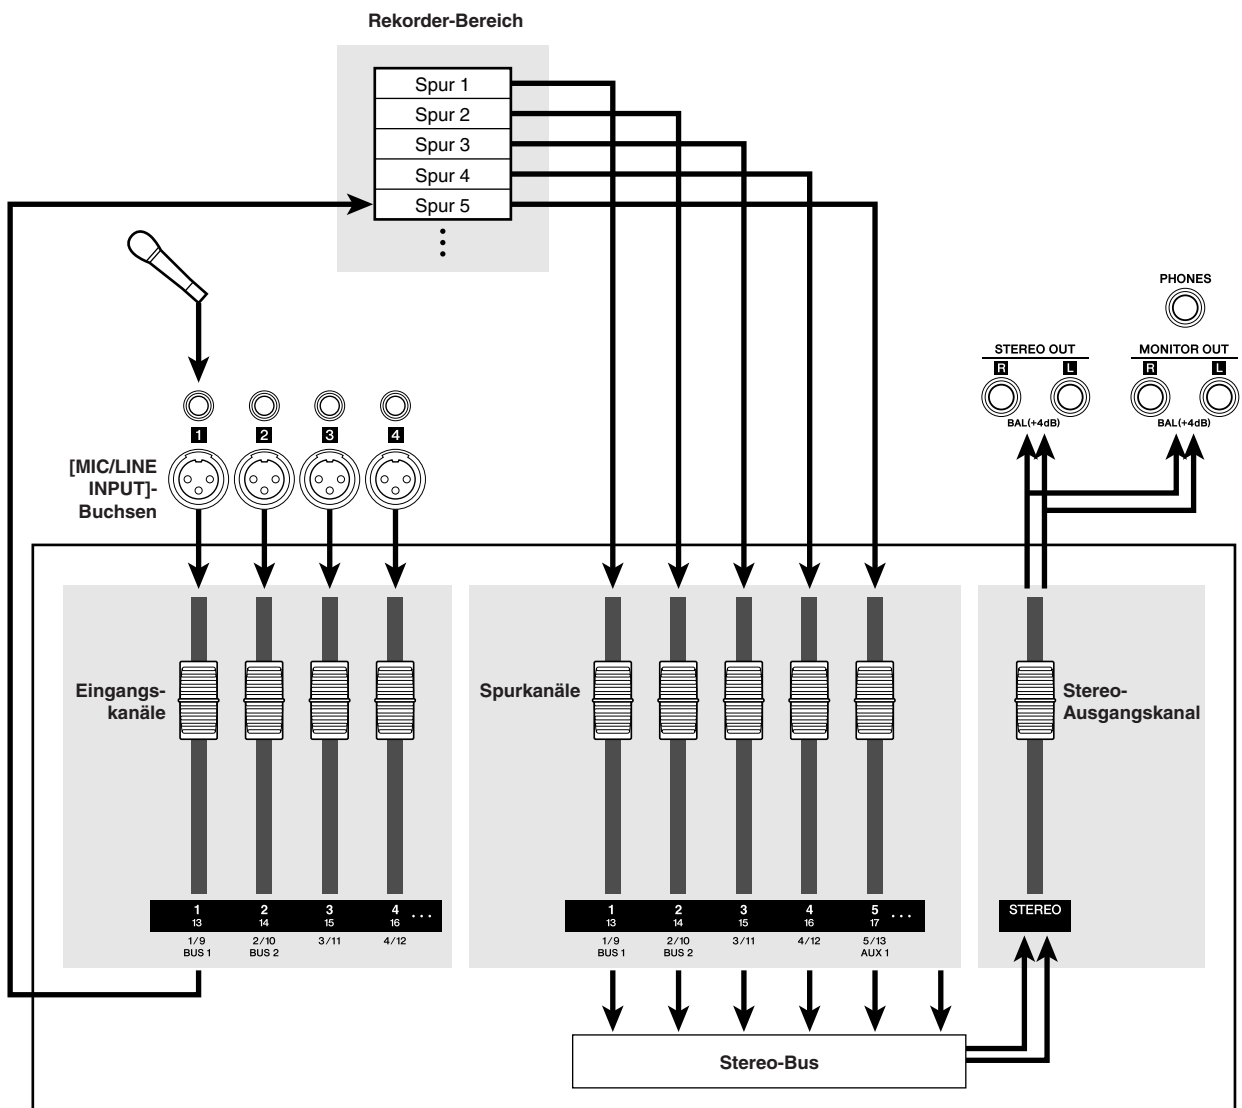 Rekorder-Bereich
Spur 1
Spur 2
Spur 3
Spur 4
Spur 5
PHONES
STEREO OUT
MONITOR OUT
R L
R L
BAL(+4dB)
BAL(+4dB)
1 2 3 4
[MIC/LINE
INPUT]-
Buchsen
Eingangs-
kanäle
Spurkanäle
Stereo-
Ausgangskanal
1 2 3 4 ...
13 14 15 16
1/9 2/10 3/11 4/12
BUS 1 BUS 2
1 2 3 4 5 ...
13 14 15 16 17
1/9 2/10 3/11 4/12 5/13
BUS 1 BUS 2 AUX 1
STEREO
Stereo-Bus